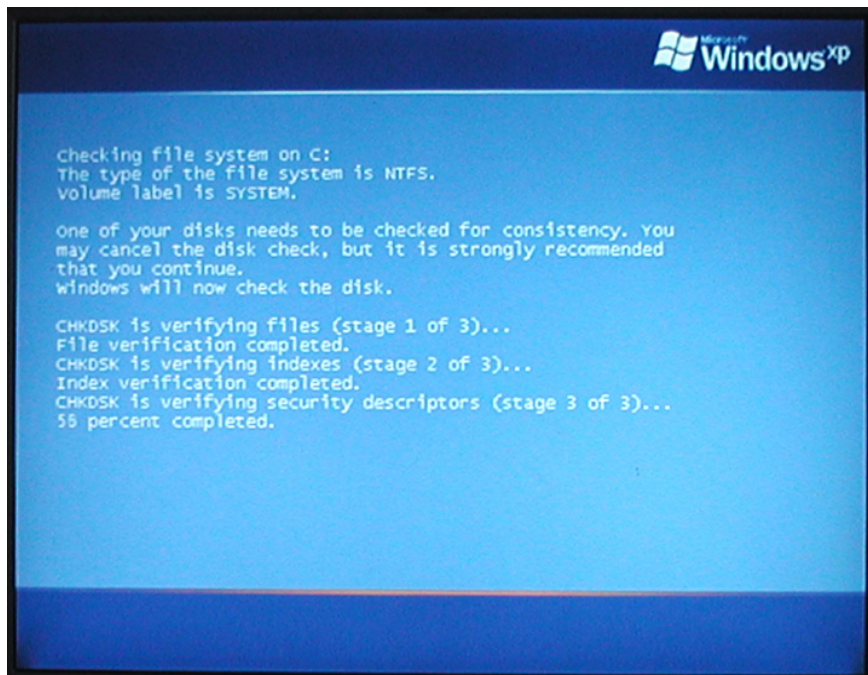 Microsoft
Windows xp
Checking file system on C:
The type of the file system is NTFS.
Volume label is SYSTEM.
One of your disks needs to be checked for consistency. You
may cancel the disk check, but it is strongly recommended
that you continue.
Windows will now check the disk.
CHKDSK is verifying files (stage 1 of 3)...
File verification completed.
CHKDSK is verifying indexes (stage 2 of 3)...
Index verification completed.
CHKDSK is verifying security descriptors (stage 3 of 3)...
56 percent completed.